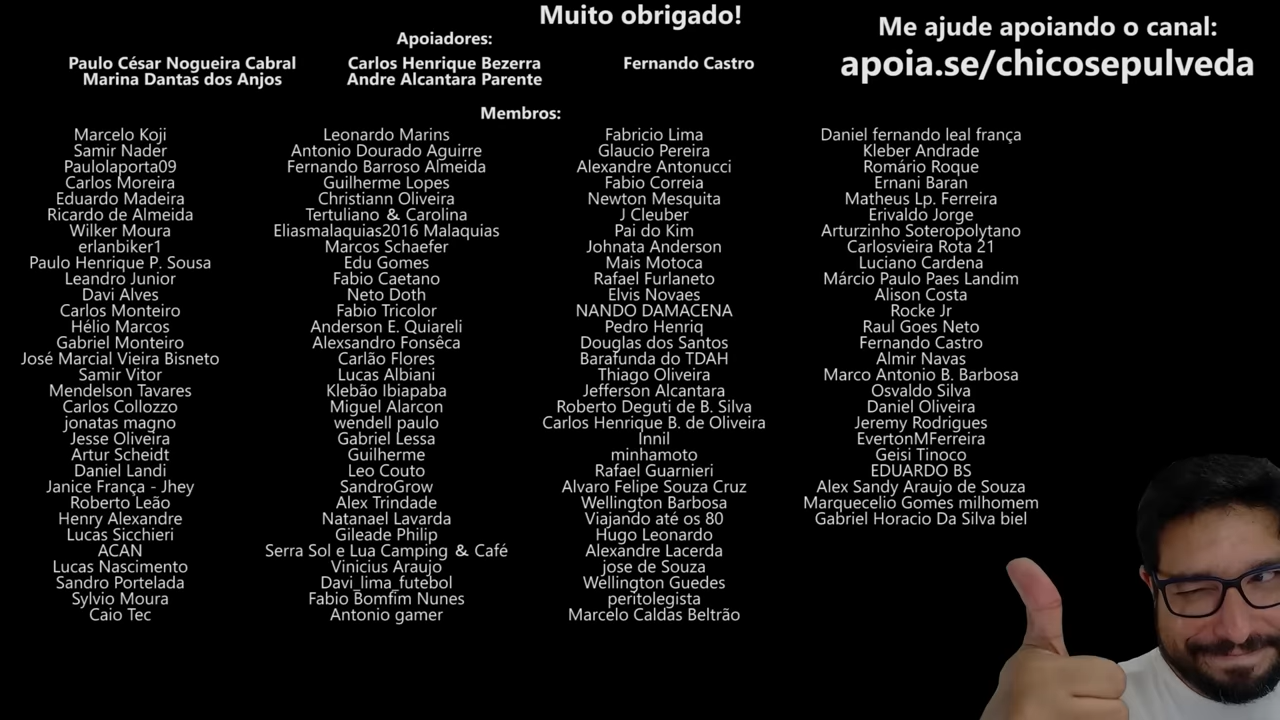 Muito obrigado!
Me ajude apoiando o canal:
apoia.se/chicosepulveda
Apoiadores:
Paulo César Nogueira Cabral
Marina Dantas dos Anjos
Carlos Henrique Bezerra
Andre Alcantara Parente
Fernando Castro
Membros:
Marcelo Koji
Samir Nader
Paulolaporta09
Carlos Moreira
Eduardo Madeira
Ricardo de Almeida
Wilker Moura
erlanbiker1
Paulo Henrique P. Sousa
Leandro Junior
Davi Alves
Carlos Monteiro
Hélio Marcos
Gabriel Monteiro
José Marcial Vieira Bisneto
Samir Vitor
Mendelson Tavares
Carlos Collozzo
jonatas magno
Jesse Oliveira
Artur Scheidt
Daniel Landi
Janice França - Jhey
Roberto Leão
Henry Alexandre
Lucas Sicchieri
ACAN
Lucas Nascimento
Sandro Portelada
Sylvio Moura
Caio Tec
Leonardo Marins
Antonio Dourado Aguirre
Fernando Barroso Almeida
Guilherme Lopes
Christiann Oliveira
Tertuliano & Carolina
Eliasmalaquias2016 Malaquias
Marcos Schaefer
Edu Gomes
Fabio Caetano
Neto Doth
Fabio Tricolor
Anderson E. Quiareli
Alexsandro Fonsêca
Carlão Flores
Lucas Albiani
Klebão Ibiapaba
Miguel Alarcon
wendell paulo
Gabriel Lessa
Guilherme
Leo Couto
SandroGrow
Alex Trindade
Natanael Lavarda
Gileade Philip
Serra Sol e Lua Camping & Café
Vinicius Araujo
Davi_lima_futebol
Fabio Bomfim Nunes
Antonio gamer
Fabricio Lima
Glaucio Pereira
Alexandre Antonucci
Fabio Correia
Newton Mesquita
J Cleuber
Pai do Kim
Johnata Anderson
Mais Motoca
Rafael Furlaneto
Elvis Novaes
NANDO DAMACENA
Pedro Henriq
Douglas dos Santos
Barafunda do TDAH
Thiago Oliveira
Jefferson Alcantara
Roberto Deguti de B. Silva
Carlos Henrique B. de Oliveira
Innil
minhamoto
Rafael Guarnieri
Alvaro Felipe Souza Cruz
Wellington Barbosa
Viajando até os 80
Hugo Leonardo
Alexandre Lacerda
jose de Souza
Wellington Guedes
peritolegista
Marcelo Caldas Beltrão
Daniel fernando leal frança
Kleber Andrade
Romário Roque
Ernani Baran
Matheus Lp. Ferreira
Erivaldo Jorge
Arturzinho Soteropolytano
Carlosvieira Rota 21
Luciano Cardena
Márcio Paulo Paes Landim
Alison Costa
Rocke Jr
Raul Goes Neto
Fernando Castro
Almir Navas
Marco Antonio B. Barbosa
Osvaldo Silva
Daniel Oliveira
Jeremy Rodrigues
EvertonMFerreira
Geisi Tinoco
EDUARDO BS
Alex Sandy Araujo de Souza
Marquecelio Gomes milhomem
Gabriel Horacio Da Silva biel